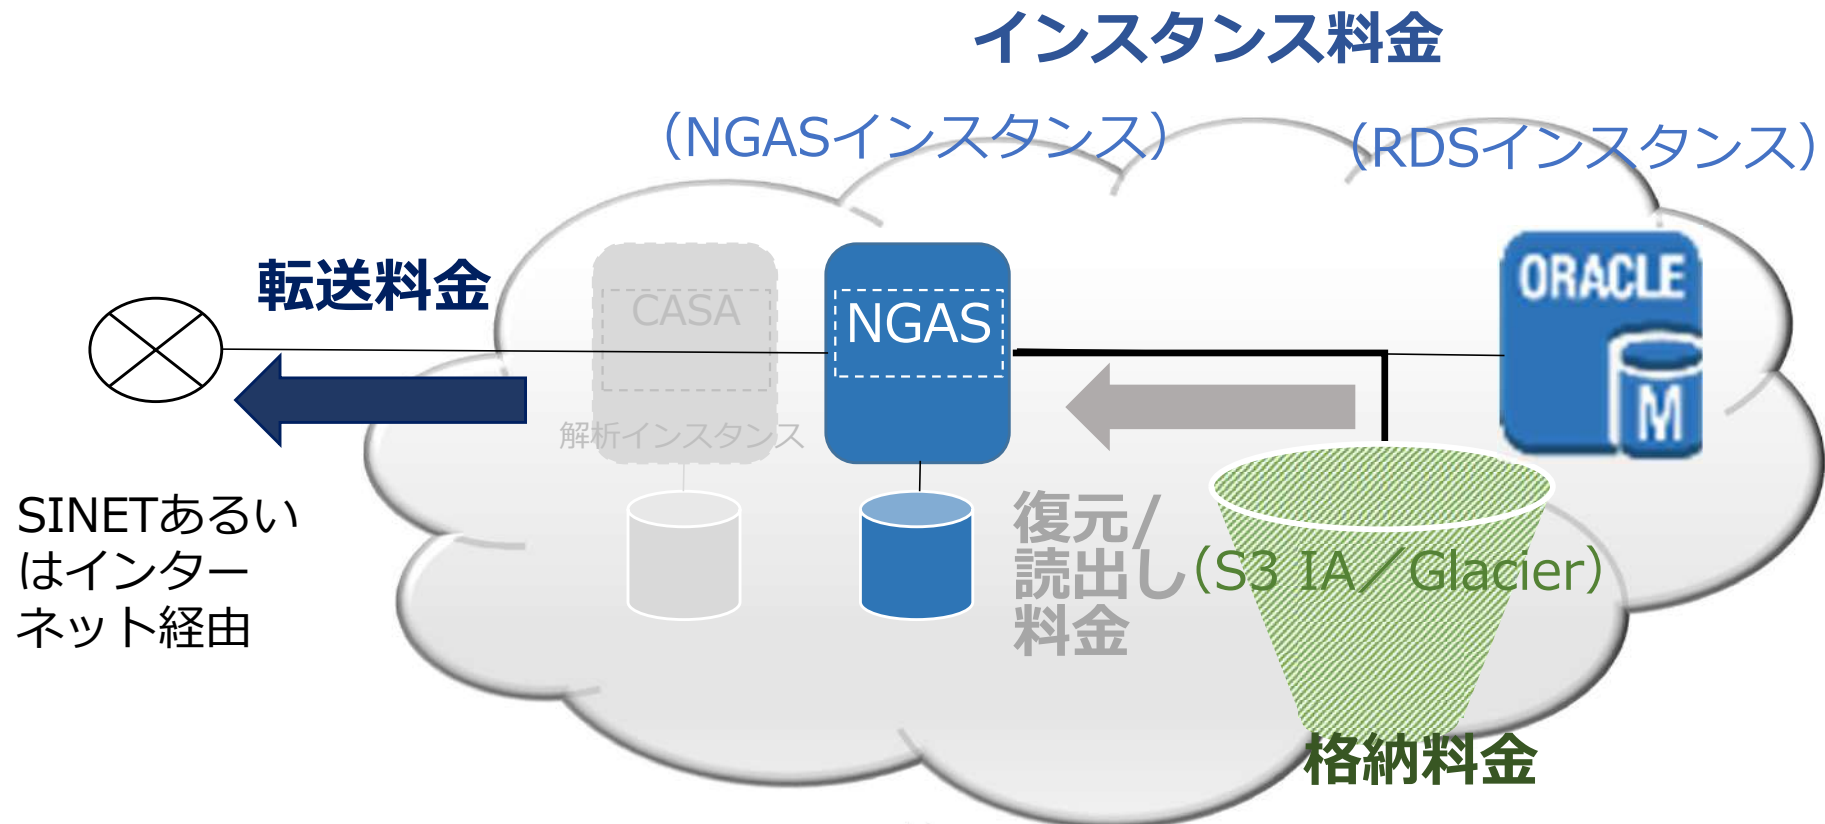 インスタンス料金
（NGASインスタンス）
（RDSインスタンス）
転送料金
CASA
NGAS
ORACLE
M
解析インスタンス
SINETあるい
はインター
ネット経由
復元/
読出し
料金
（S3 IA／Glacier）
格納料金